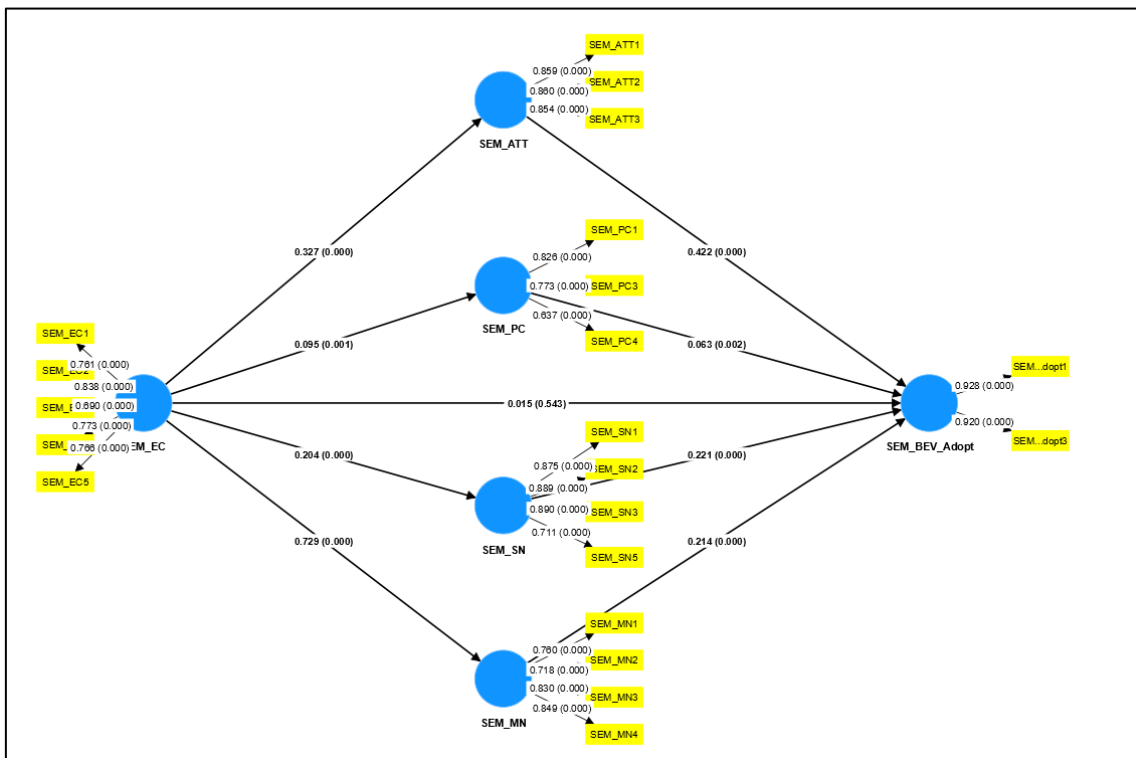 SEM_ATT1
0.859 (0.000)
SEM_ATT2
0.860 (0.000)
0.854 (0.000)
SEM_ATT3
SEM_ATT
SEM_PC1
0.826 (0.000)
0.327 (0.000)
0.422 (0.000)
0.773 (0.000)
SEM_PC3
0.637 (0.000)
SEM_PC
SEM_PC4
SEM_EC1
0.095 (0.001)
0.063 (0.002)
0.761 (0.000)
0.838 (0.000)
0.690 (0.000)
0.773 (0.000)
0.766 (0.000)
SEM_EC5
0.015 (0.543)
SEM...dopt1
0.928 (0.000)
0.920 (0.000)
SEM...dopt3
SEM_BEV_Adopt
SEM_SN1
0.875 (0.000)
SEM_SN2
0.204 (0.000)
0.221 (0.000)
0.889 (0.000)
0.890 (0.000)
SEM_SN3
0.711 (0.000)
SEM_SN
SEM_SN5
0.729 (0.000)
0.214 (0.000)
SEM_MN1
0.760 (0.000)
SEM_MN2
0.718 (0.000)
0.830 (0.000)
SEM_MN3
0.849 (0.000)
SEM_MN
SEM_MN4